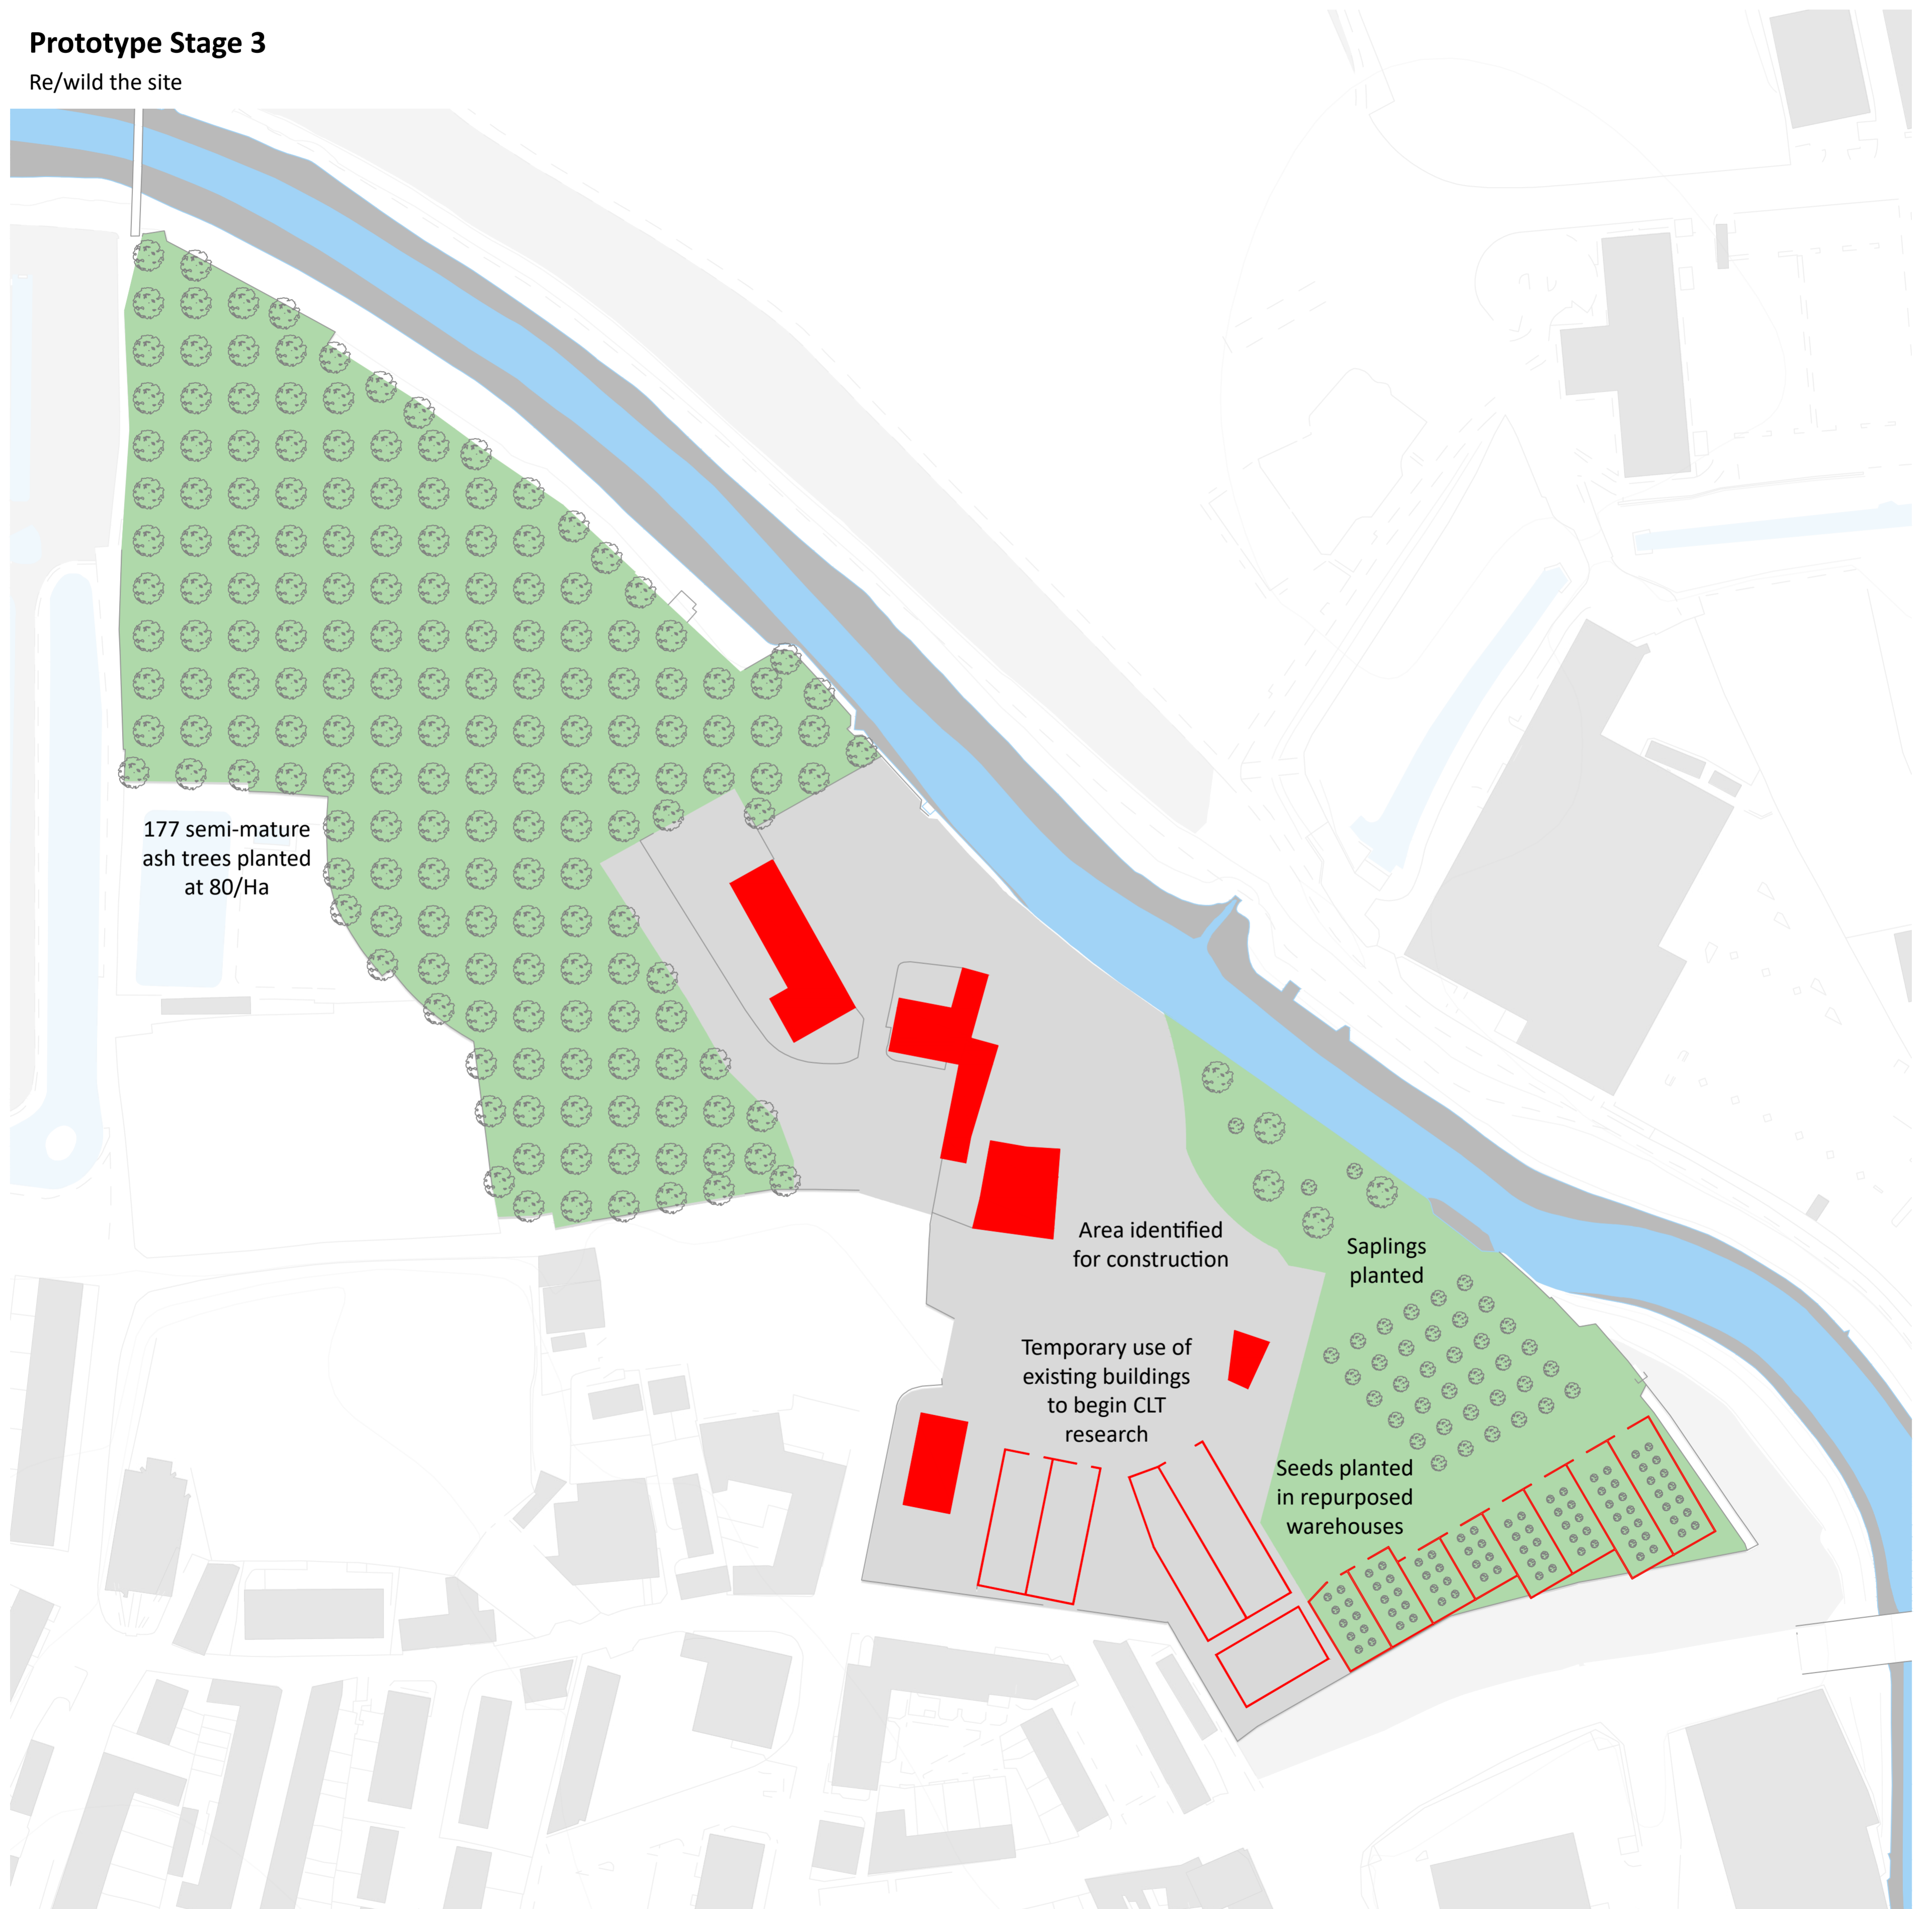 Prototype Stage 3
Re/wild the site
177 semi-mature
ash trees planted
at 80/Ha
Area identified
for construction
Saplings
planted
Temporary use of
existing buildings
to begin CLT
research
Seeds planted
in repurposed
warehouses